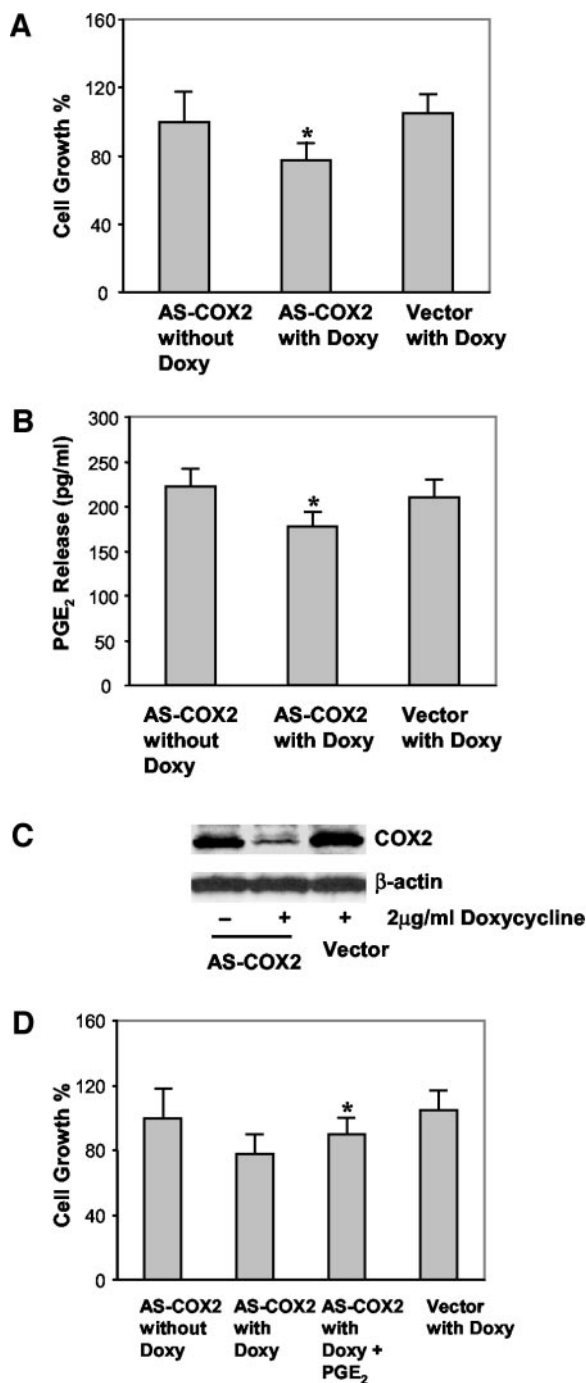 A
160
120
80
40
0
Cell Growth %
*
AS-COX2 without Doxy
AS-COX2 with Doxy
Vector with Doxy
B
300
250
200
150
100
50
0
PGE₂ Release (pg/ml)
*
AS-COX2 without Doxy
AS-COX2 with Doxy
Vector with Doxy
C
COX2
β-actin
– + + 2μg/ml Doxycycline
AS-COX2 Vector
D
160
120
80
40
0
Cell Growth %
*
AS-COX2 without Doxy
AS-COX2 with Doxy
AS-COX2 with Doxy + PGE₂
Vector with Doxy